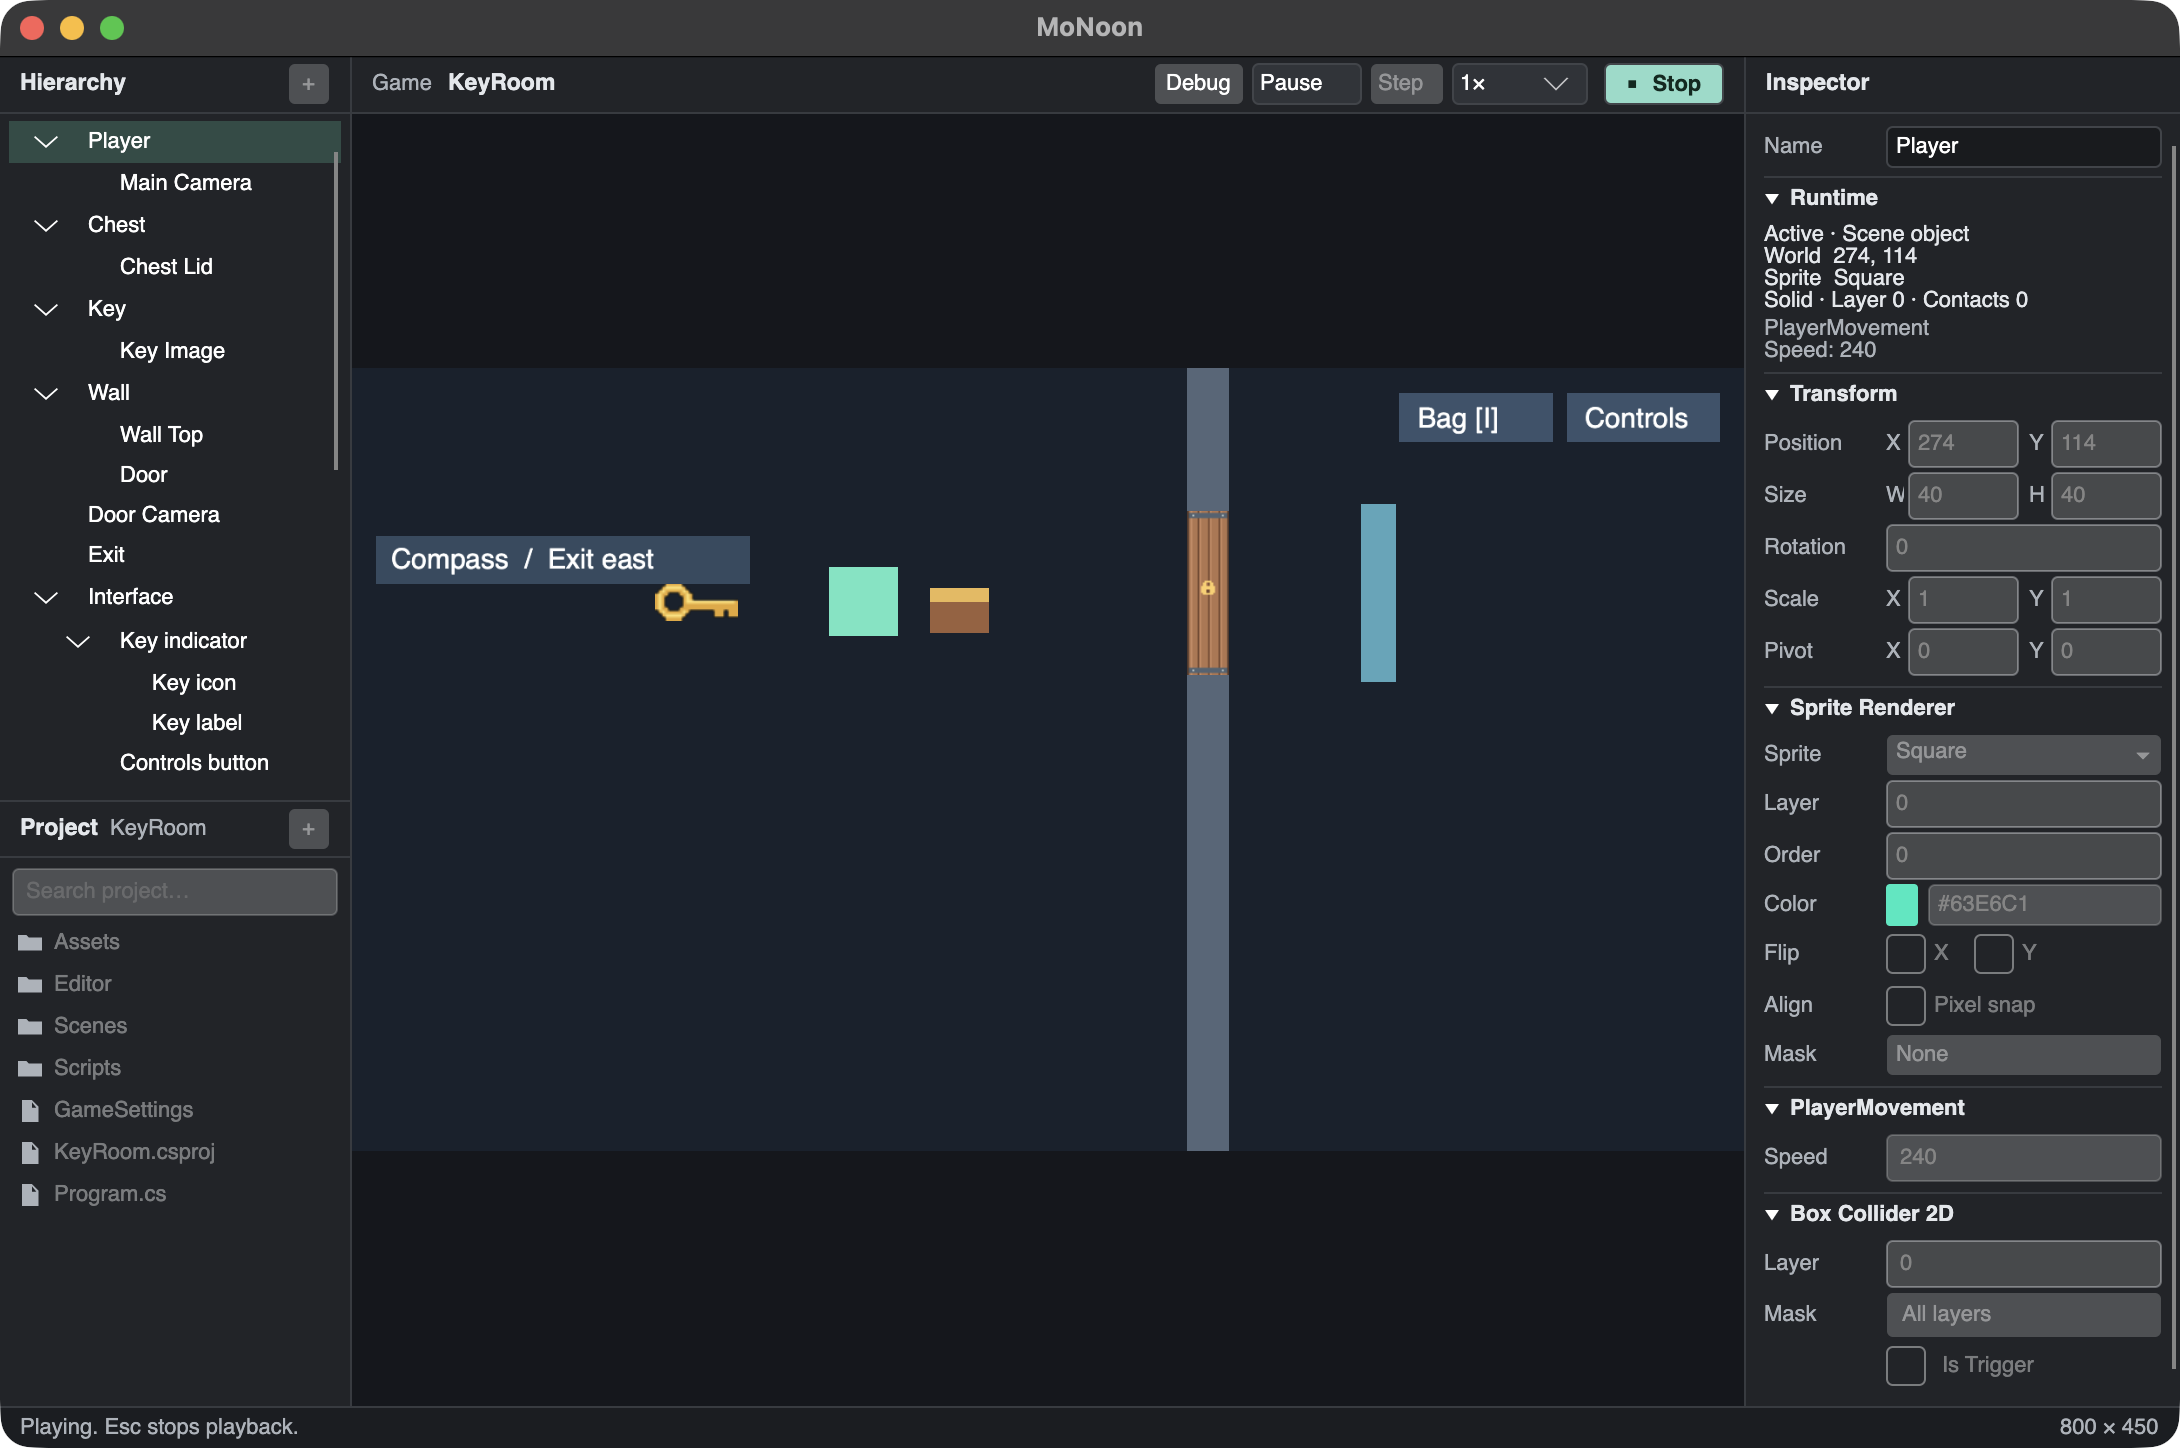 MoNoon
Hierarchy +
Player
Main Camera
Chest
Chest Lid
Key
Key Image
Wall
Wall Top
Door
Door Camera
Exit
Interface
Key indicator
Key icon
Key label
Controls button
Project KeyRoom +
Search project...
Assets
Editor
Scenes
Scripts
GameSettings
KeyRoom.csproj
Program.cs
Game KeyRoom Debug Pause Step 1× Stop
Bag [I] Controls
Compass / Exit east
Inspector
Name Player
Runtime
Active · Scene object
World 274, 114
Sprite Square
Solid · Layer 0 · Contacts 0
PlayerMovement
Speed: 240
Transform
Position X 274 Y 114
Size W 40 H 40
Rotation 0
Scale X 1 Y 1
Pivot X 0 Y 0
Sprite Renderer
Sprite Square
Layer 0
Order 0
Color #63E6C1
Flip X Y
Align Pixel snap
Mask None
PlayerMovement
Speed 240
Box Collider 2D
Layer 0
Mask All layers
Is Trigger
Playing. Esc stops playback. 800 × 450